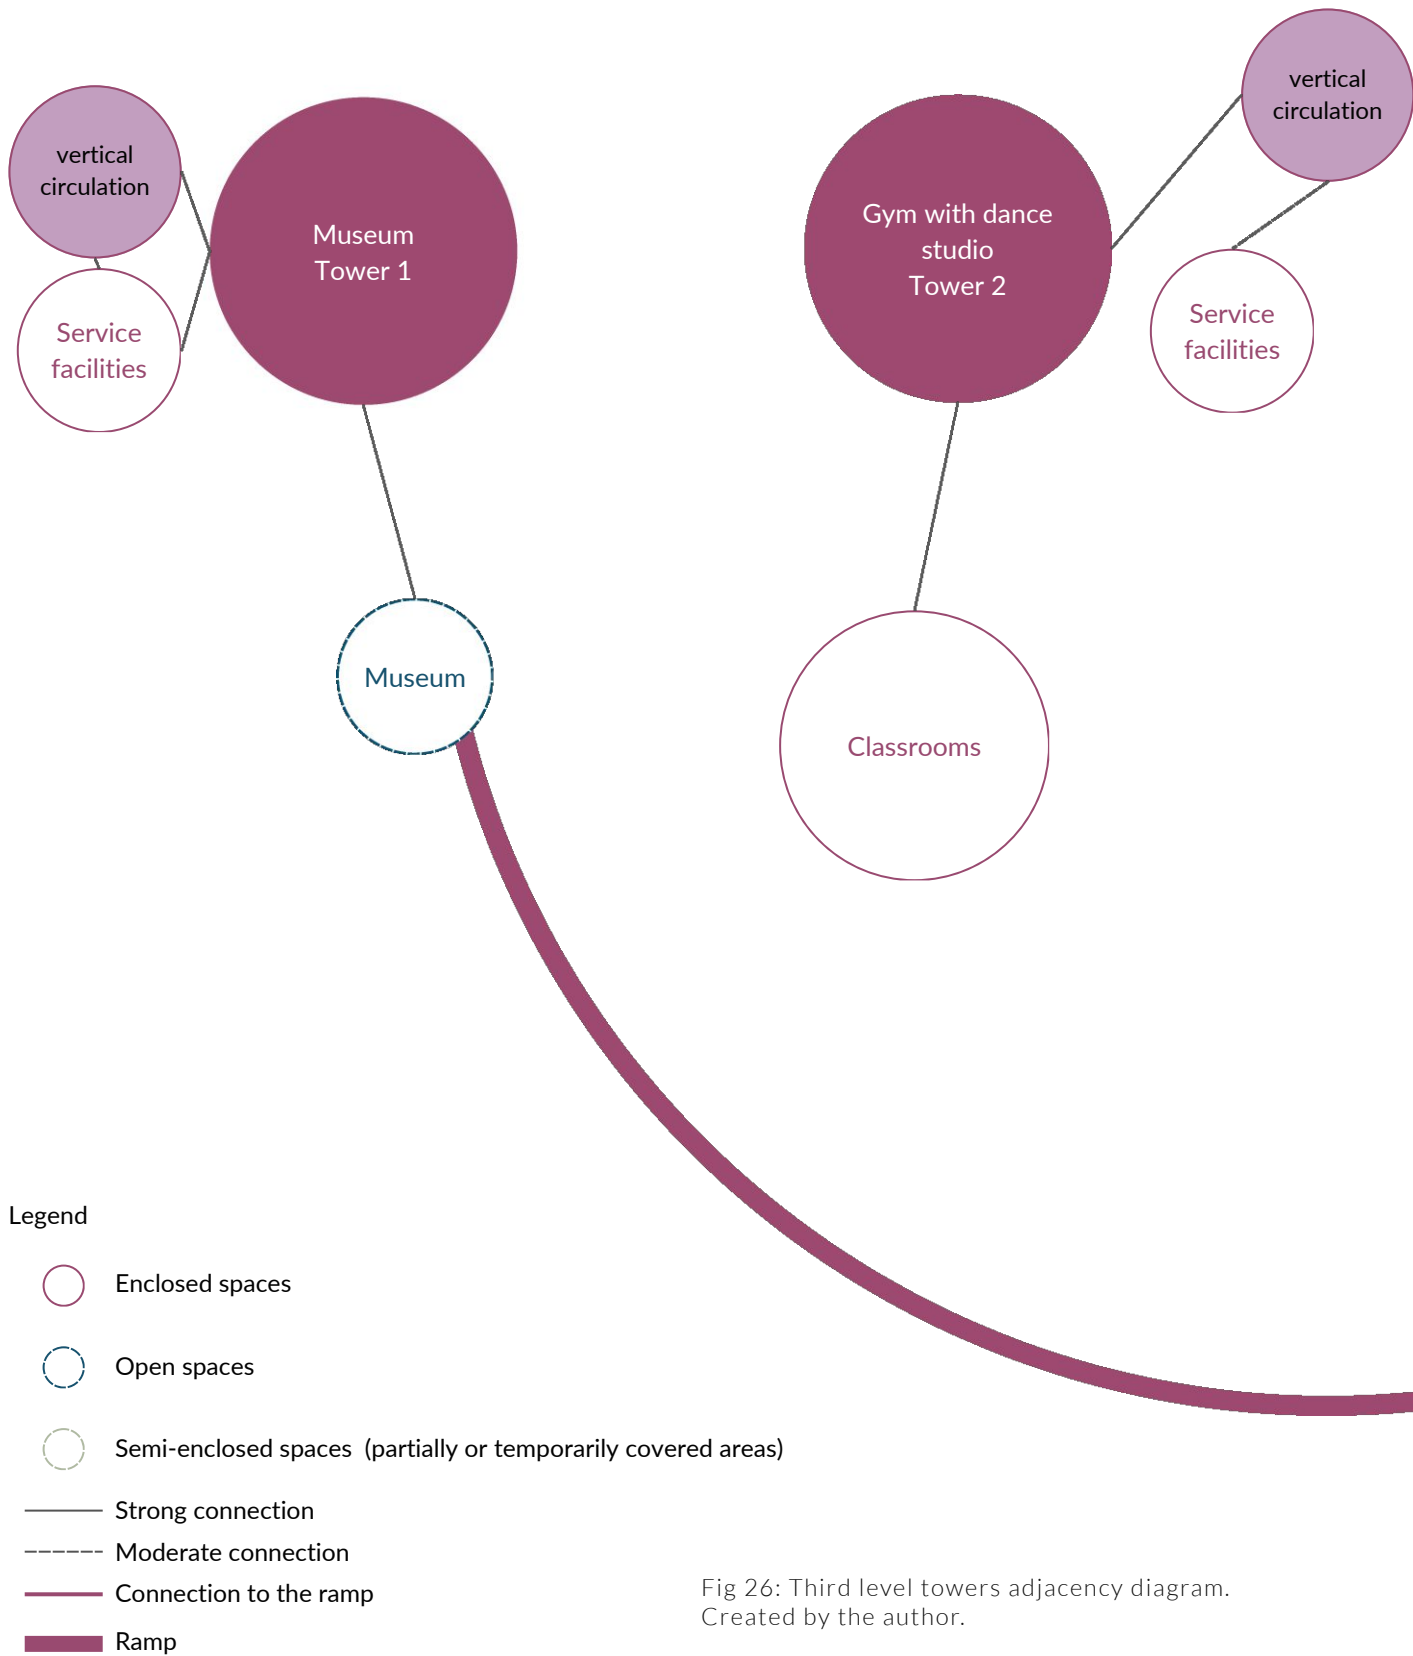 vertical
circulation
Service
facilities
Museum
Tower 1
Museum
Gym with dance
studio
Tower 2
vertical
circulation
Service
facilities
Classrooms
Legend
Enclosed spaces
Open spaces
Semi-enclosed spaces (partially or temporarily covered areas)
Strong connection
Moderate connection
Connection to the ramp
Ramp
Fig 26: Third level towers adjacency diagram.
Created by the author.